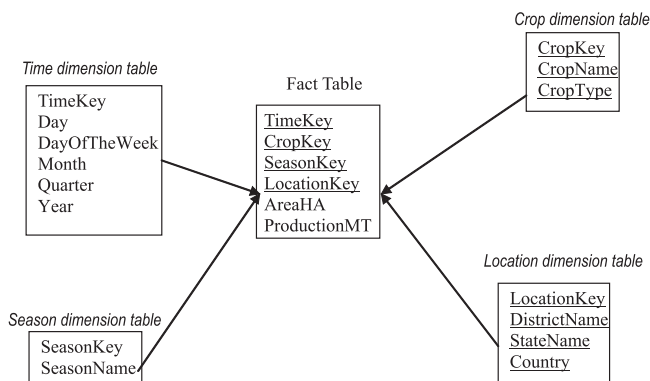 Crop dimension table
CropKey
CropName
CropType
Time dimension table
TimeKey
Day
DayOfTheWeek
Month
Quarter
Year
Fact Table
TimeKey
CropKey
SeasonKey
LocationKey
AreaHA
ProductionMT
Season dimension table
SeasonKey
SeasonName
Location dimension table
LocationKey
DistrictName
StateName
Country